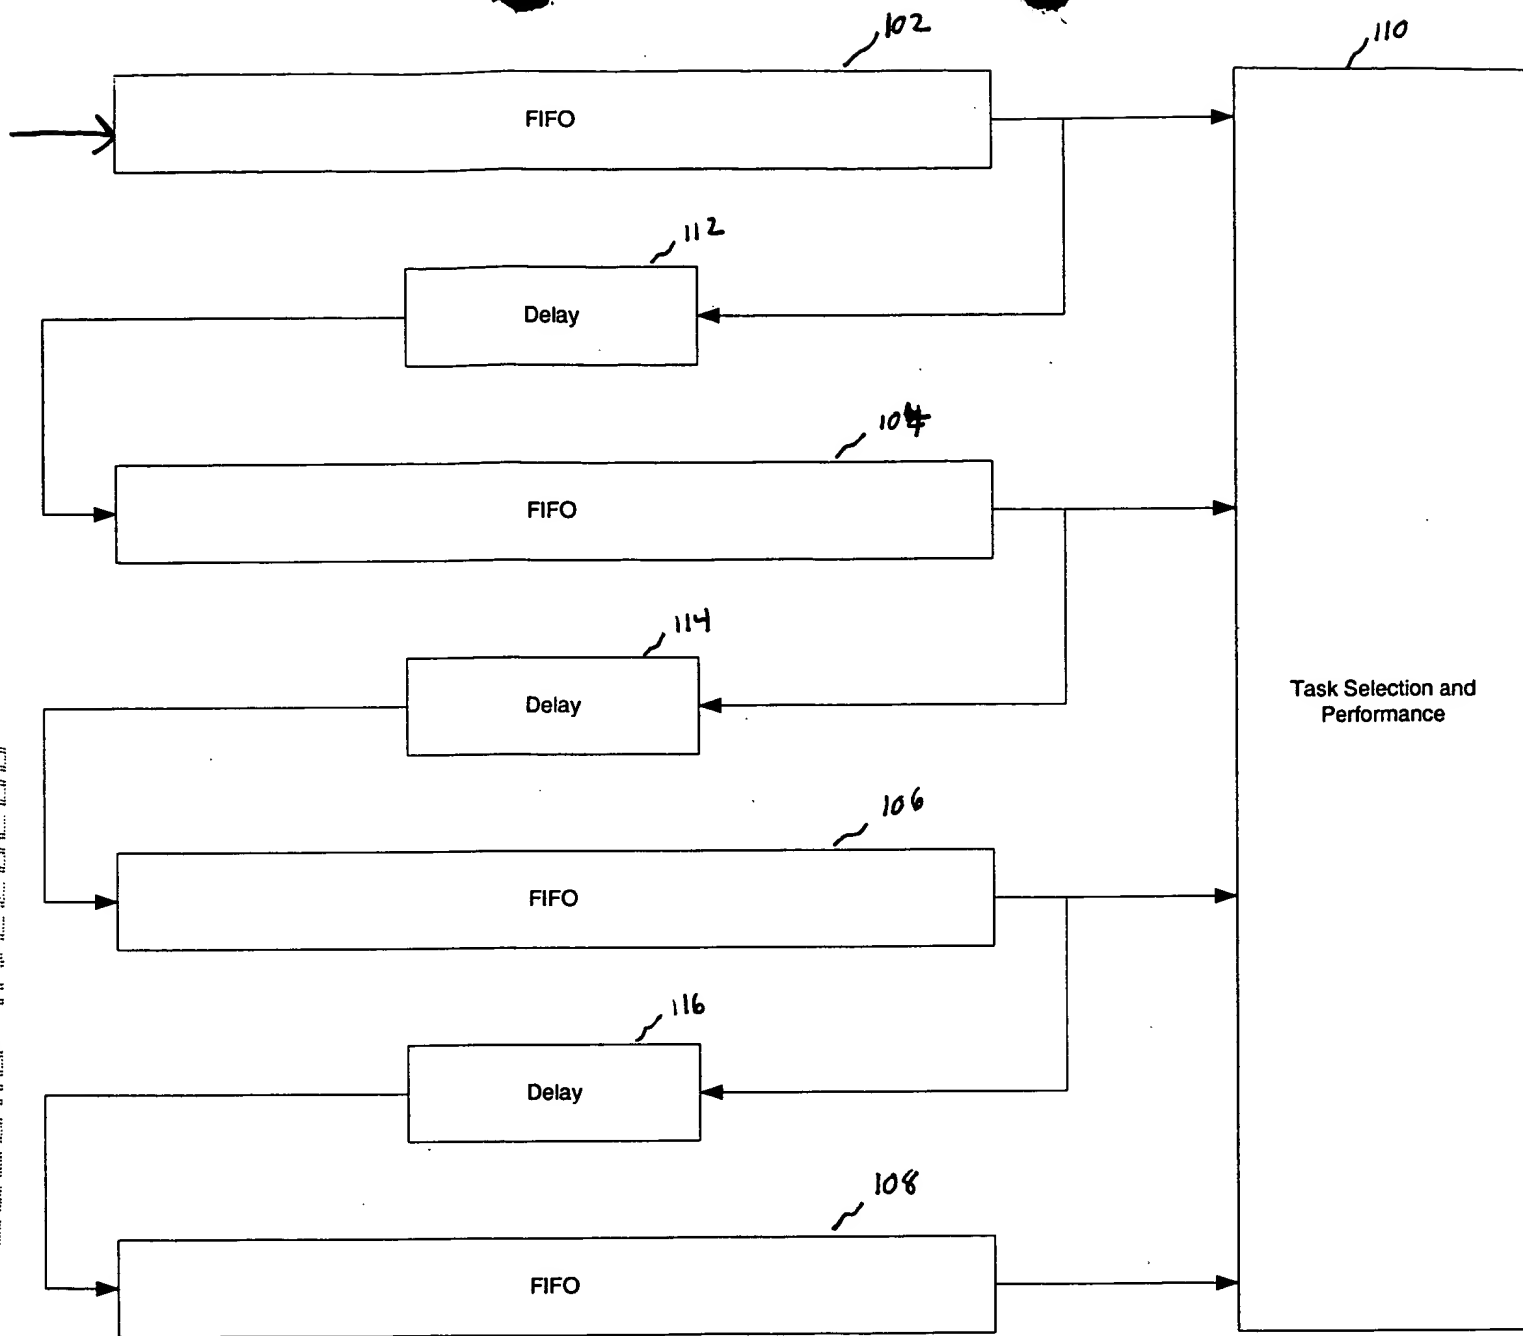 102
110
FIFO
112
Delay
104
FIFO
114
Delay
Task Selection and
Performance
106
FIFO
116
Delay
108
FIFO